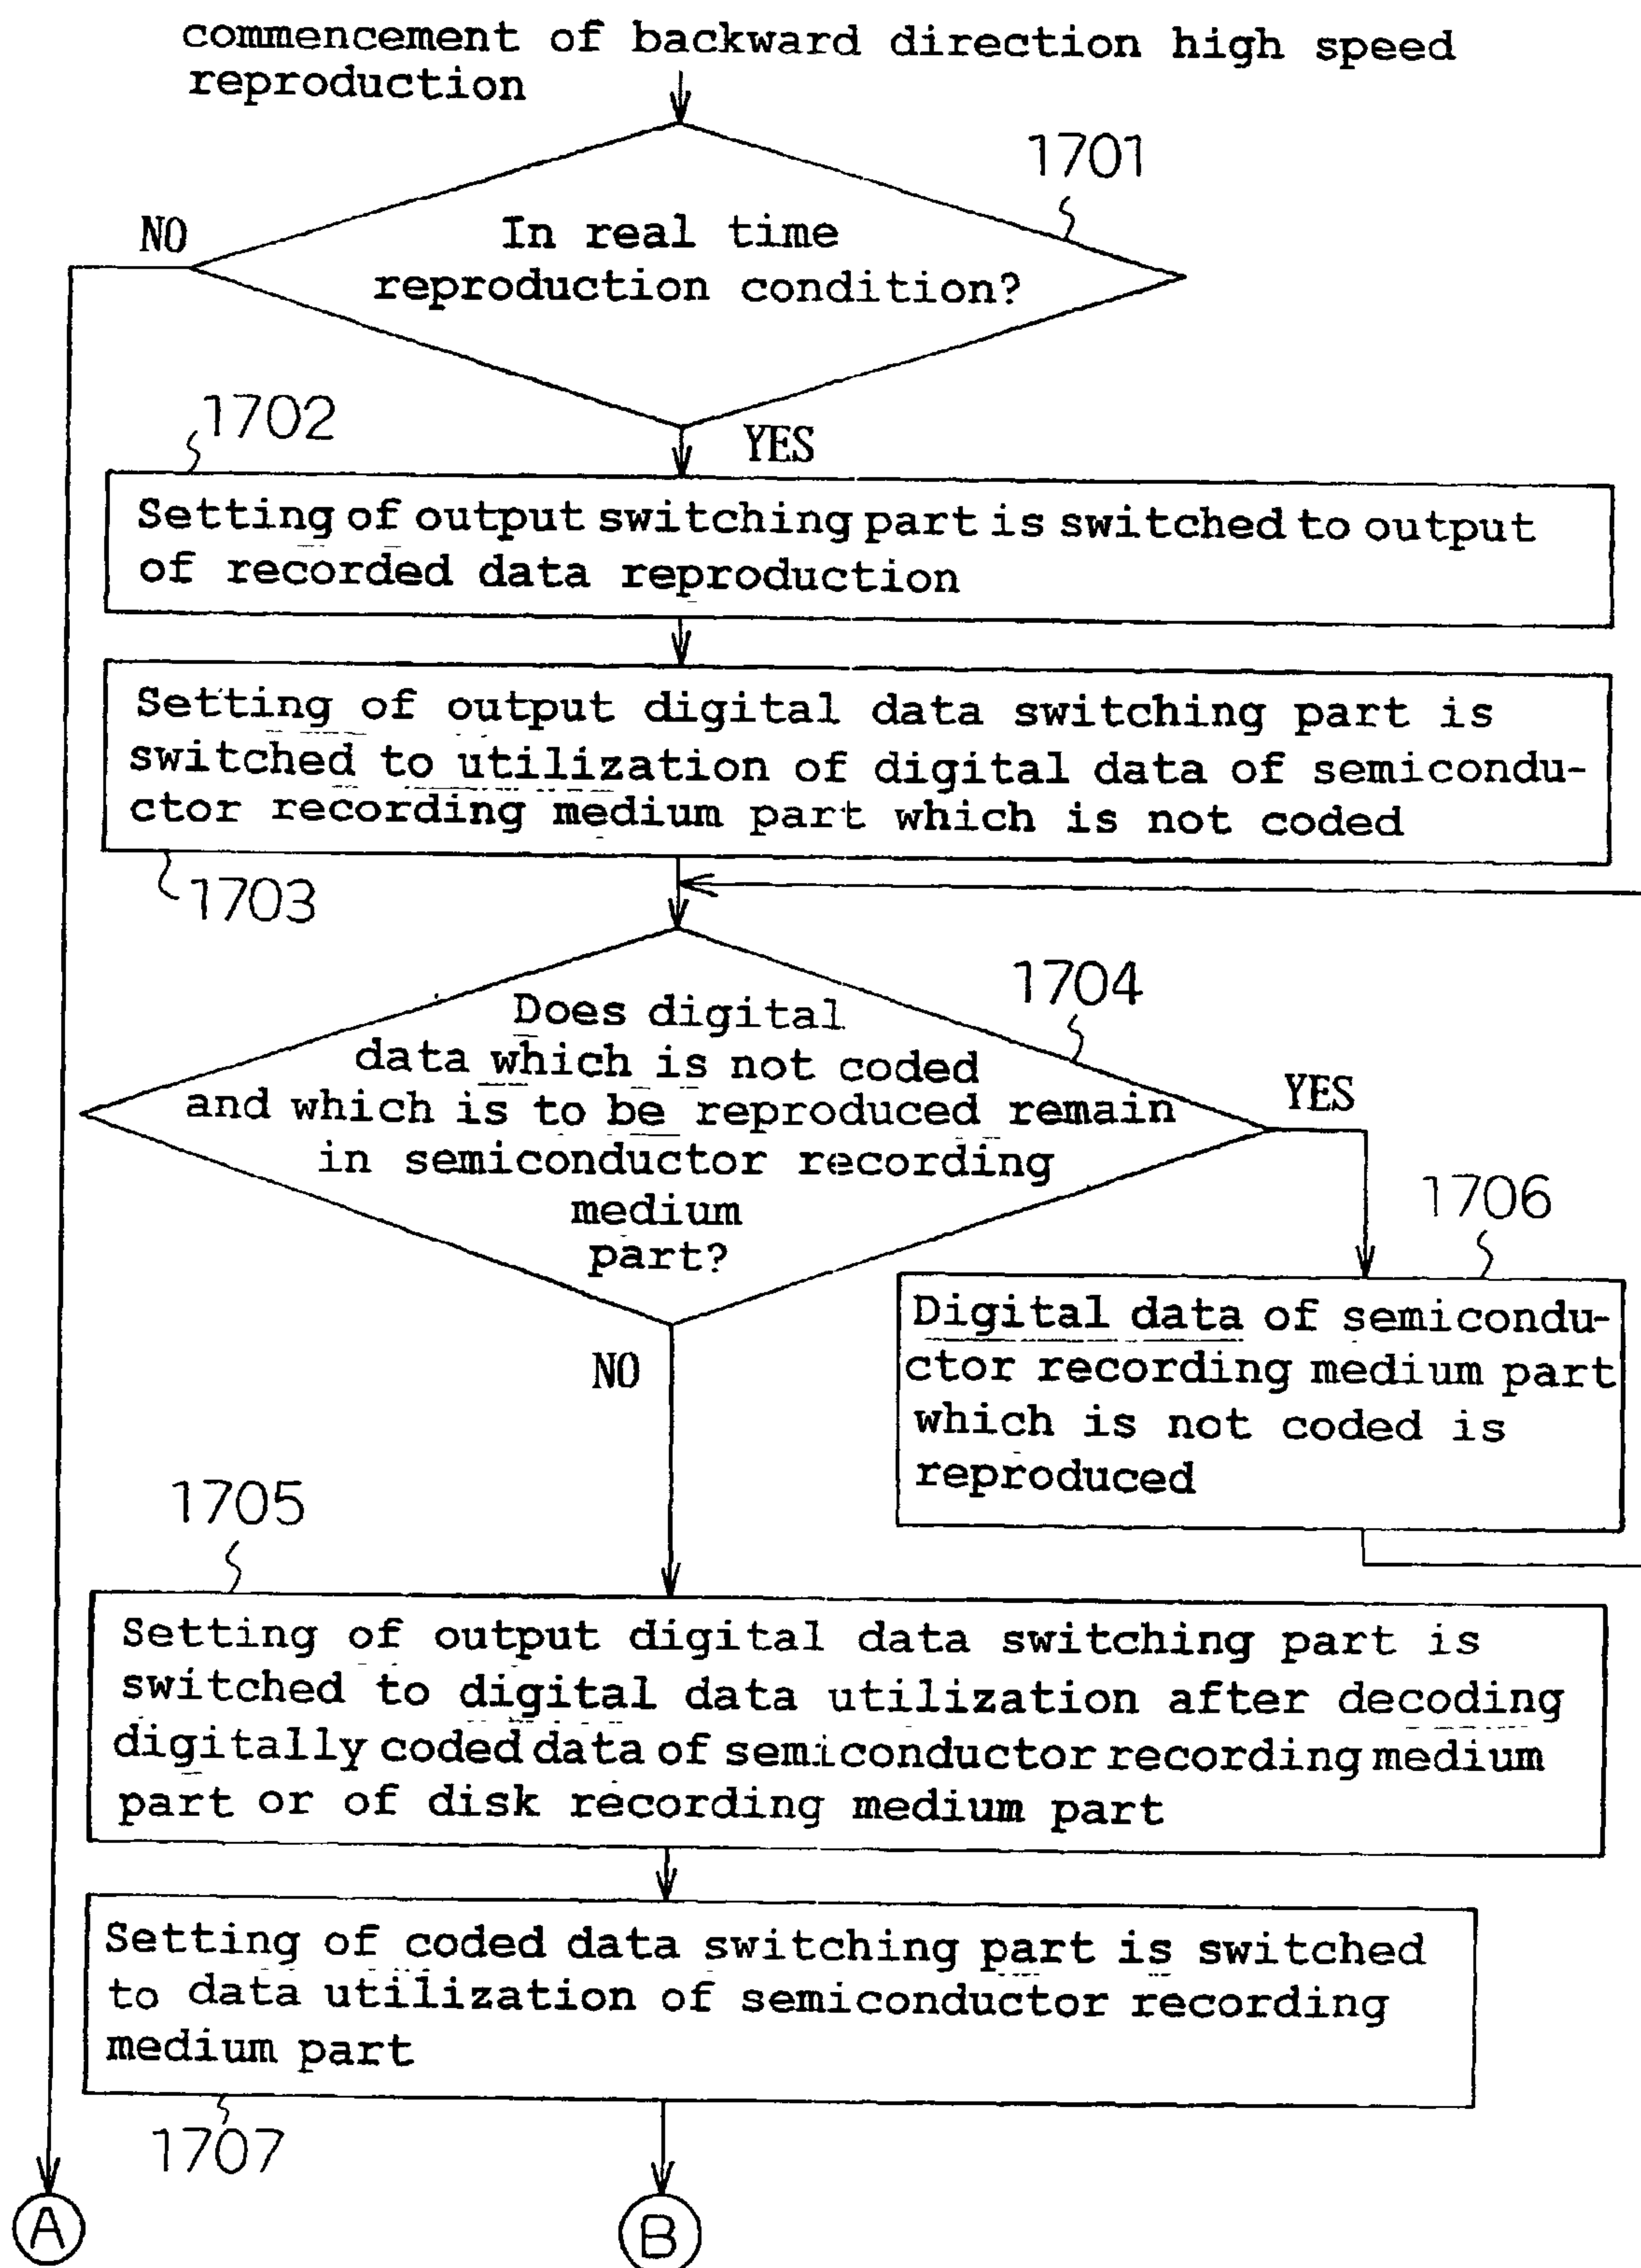 commencement of backward direction high speed
reproduction
1701
NO
In real time
reproduction condition?
1702
YES
Setting of output switching part is switched to output
of recorded data reproduction
Setting of output digital data switching part is
switched to utilization of digital data of semicondu-
ctor recording medium part which is not coded
1703
1704
Does digital
data which is not coded
and which is to be reproduced remain
in semiconductor recording
medium
part?
YES
1706
NO
Digital data of semicondu-
ctor recording medium part
which is not coded is
reproduced
1705
Setting of output digital data switching part is
switched to digital data utilization after decoding
digitally coded data of semiconductor recording medium
part or of disk recording medium part
Setting of coded data switching part is switched
to data utilization of semiconductor recording
medium part
1707
A
B